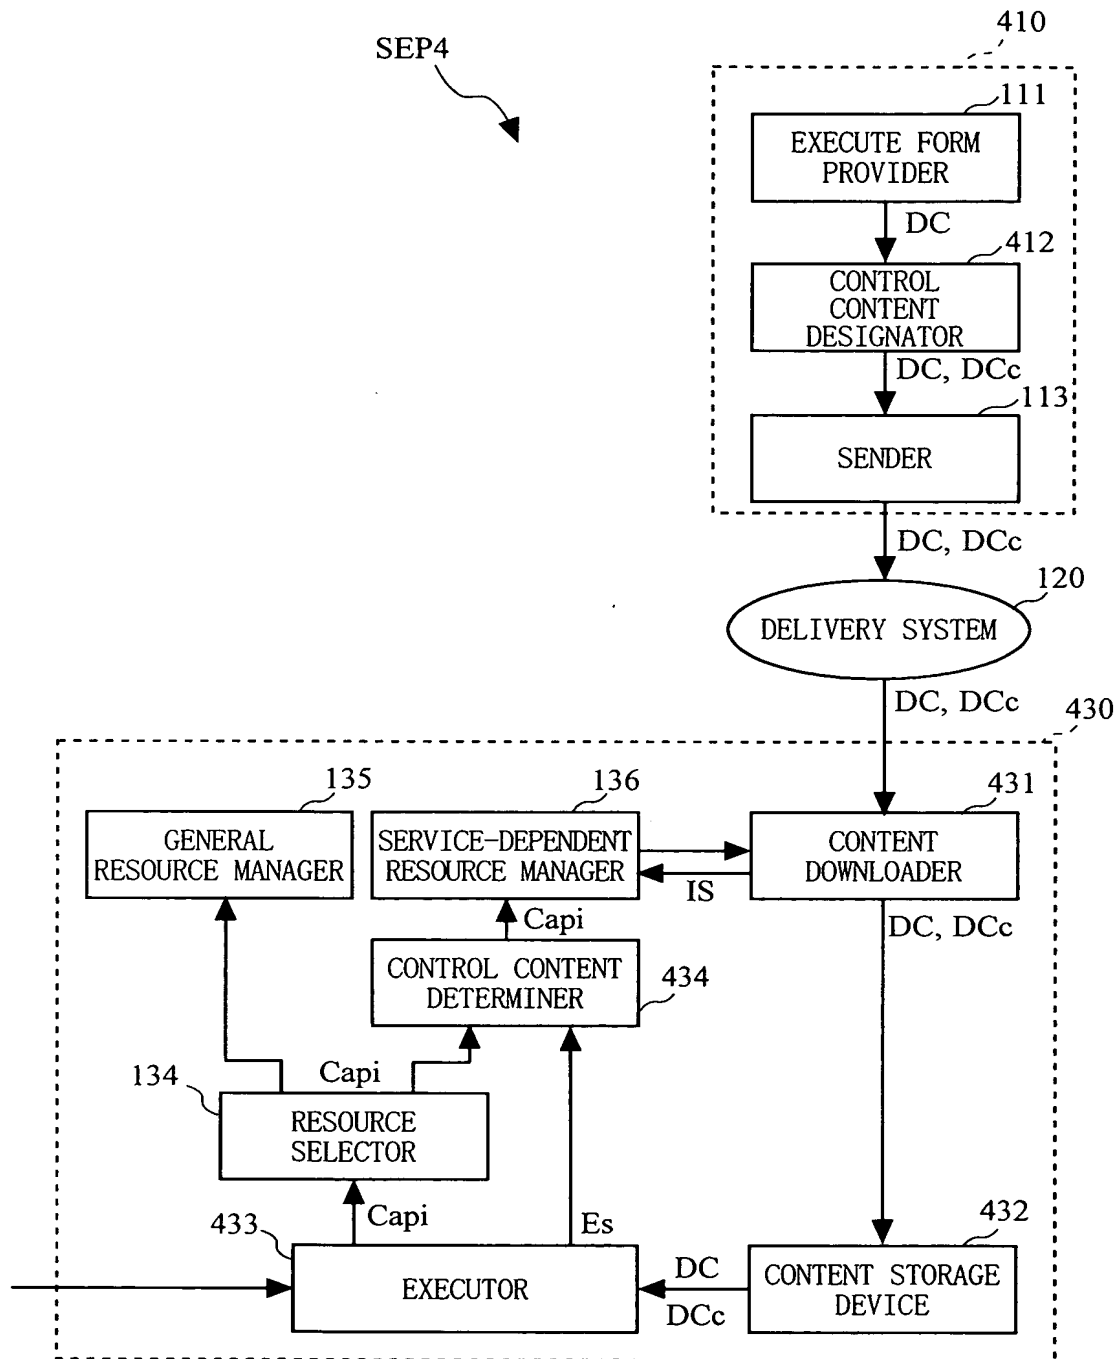 SEP4
410
111
EXECUTE FORM
PROVIDER
DC
412
CONTROL
CONTENT
DESIGNATOR
DC, DCc
113
SENDER
DC, DCc
120
DELIVERY SYSTEM
DC, DCc
430
135
136
431
GENERAL
RESOURCE MANAGER
SERVICE-DEPENDENT
RESOURCE MANAGER
CONTENT
DOWNLOADER
IS
Capi
DC, DCc
CONTROL CONTENT
DETERMINER
434
134
Capi
RESOURCE
SELECTOR
433
Capi
Es
432
EXECUTOR
DC
DCc
CONTENT STORAGE
DEVICE